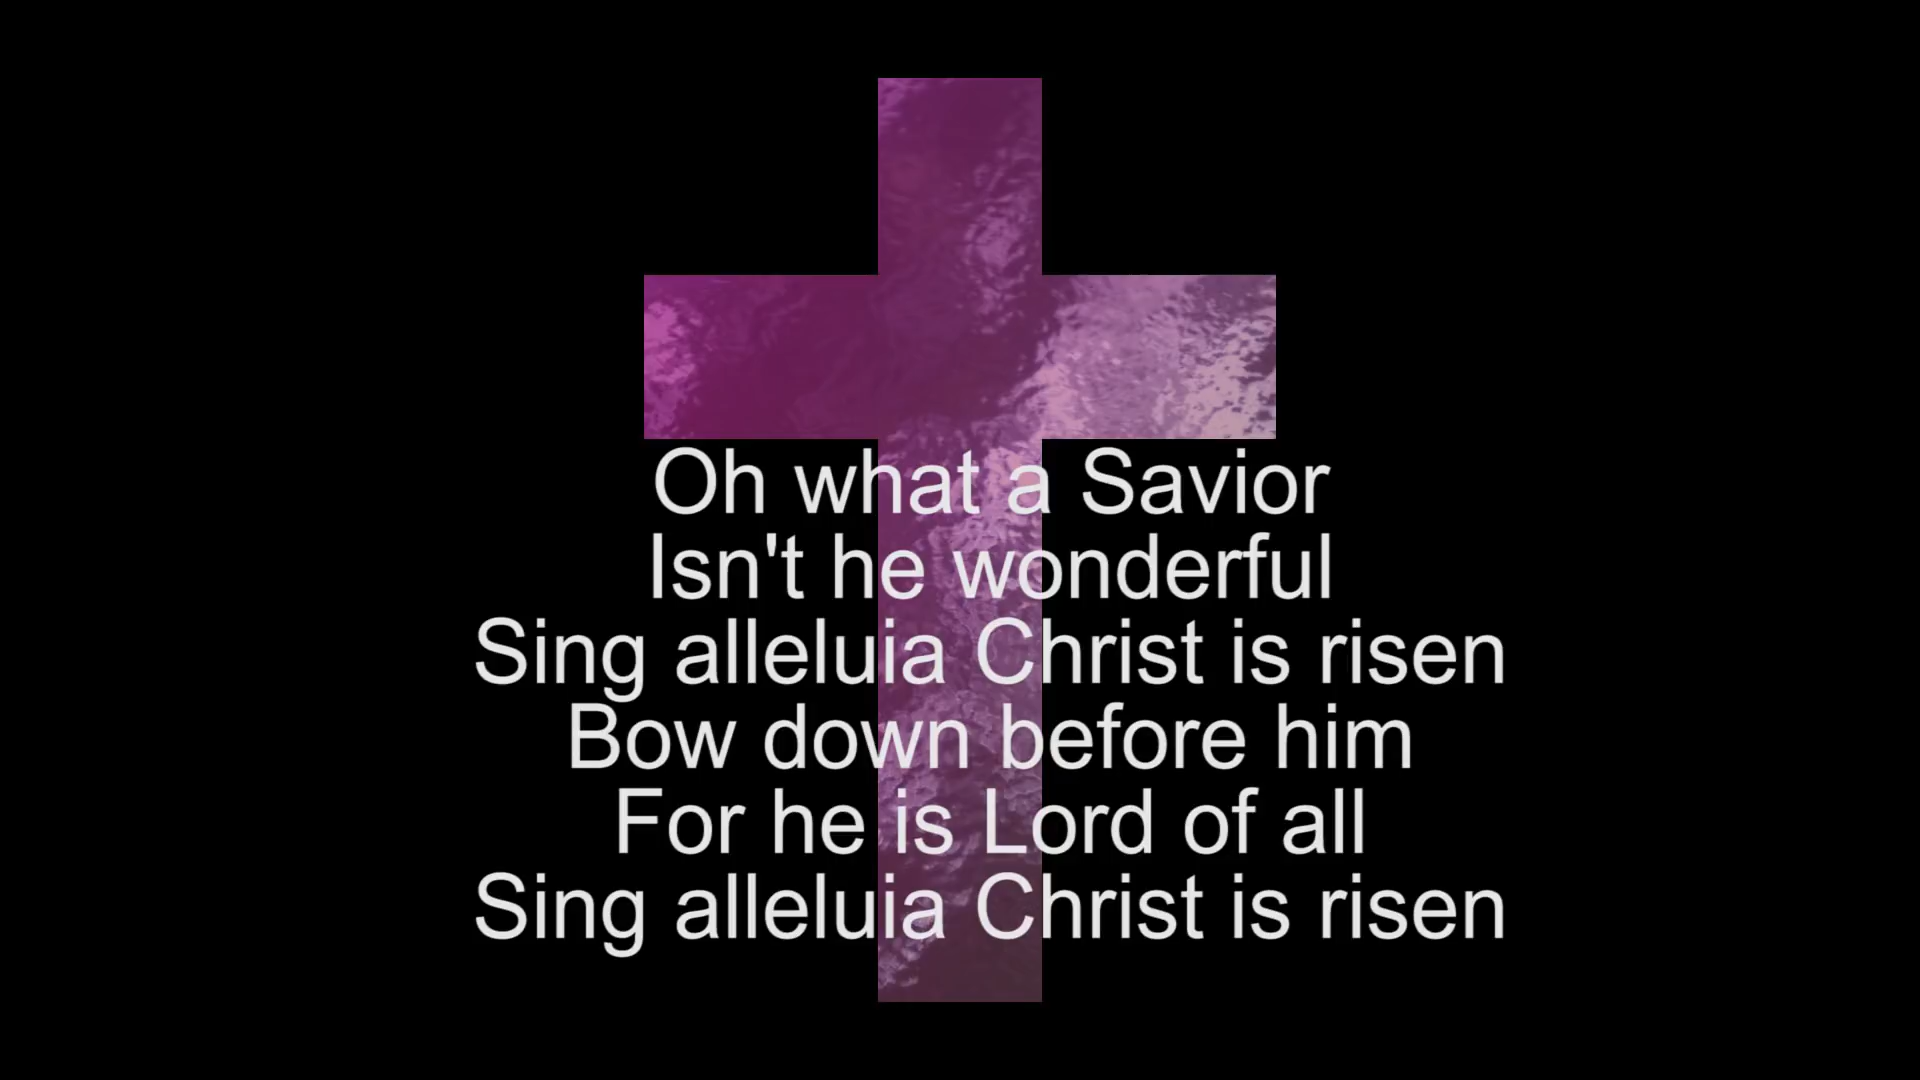 Oh what a Savior
Isn't he wonderful
Sing alleluia Christ is risen
Bow down before him
For he is Lord of all
Sing alleluia Christ is risen